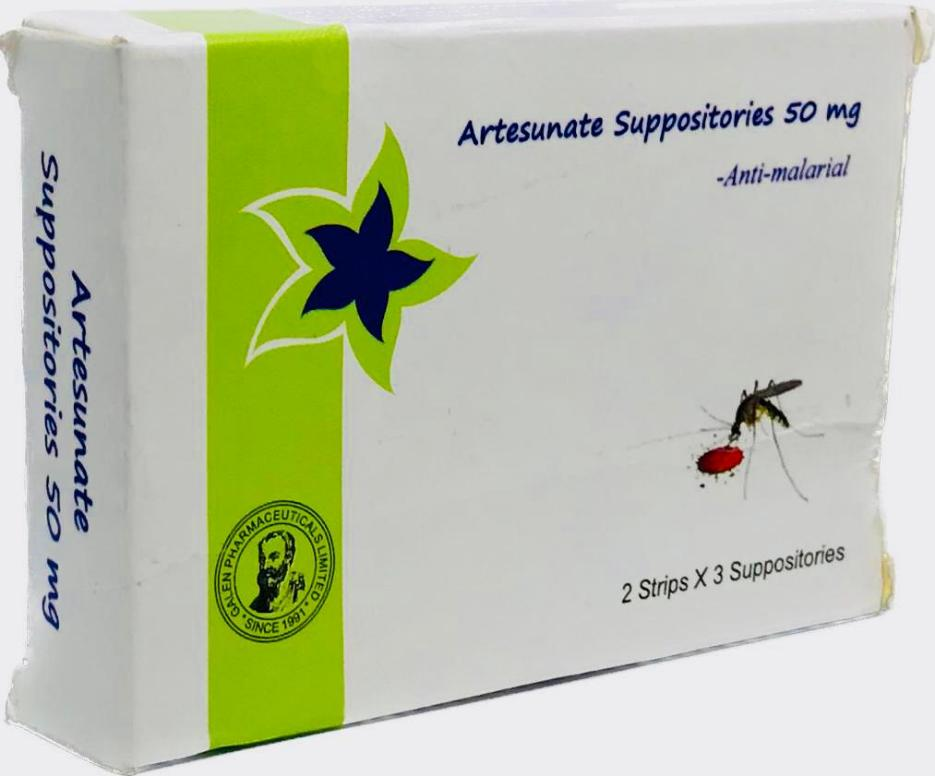 Artesunate Suppositories 50 mg
-Anti-malarial
2 Strips X 3 Suppositories
GALEN PHARMACEUTICALS LIMITED
SINCE 1991
Artesunate
Suppositories 50 mg